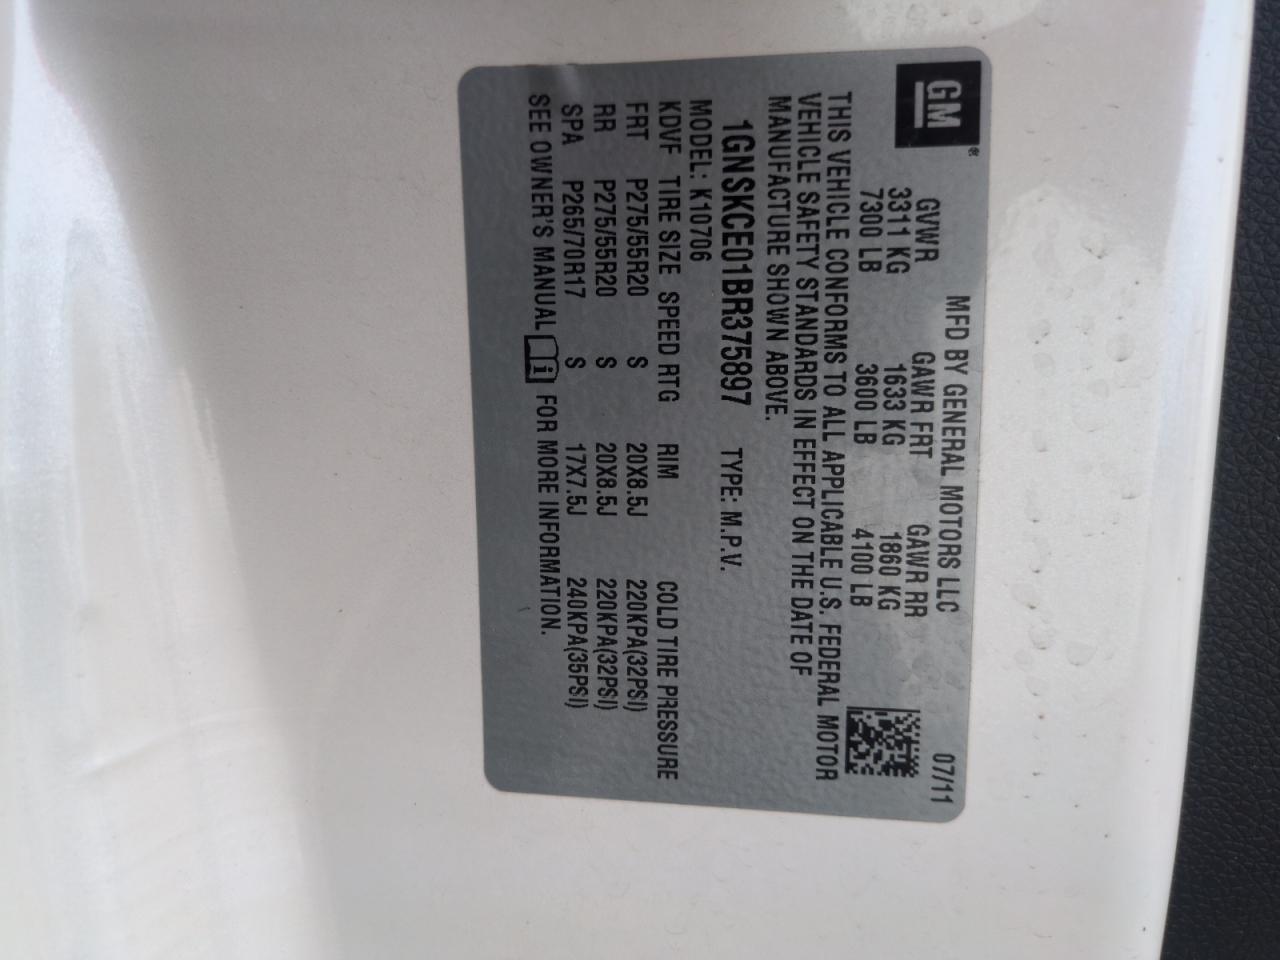 GM®
MFD BY GENERAL MOTORS LLC 07/11
GVWR GAWR FRT GAWR RR
3311 KG 1633 KG 1860 KG
7300 LB 3600 LB 4100 LB
THIS VEHICLE CONFORMS TO ALL APPLICABLE U.S. FEDERAL MOTOR
VEHICLE SAFETY STANDARDS IN EFFECT ON THE DATE OF
MANUFACTURE SHOWN ABOVE.
1GNSKCE01BR375897 TYPE: M.P.V.
MODEL: K10706
KDVF TIRE SIZE SPEED RTG RIM COLD TIRE PRESSURE
FRT P275/55R20 S 20X8.5J 220KPA(32PSI)
RR P275/55R20 S 20X8.5J 220KPA(32PSI)
SPA P265/70R17 S 17X7.5J 240KPA(35PSI)
SEE OWNER'S MANUAL i FOR MORE INFORMATION.